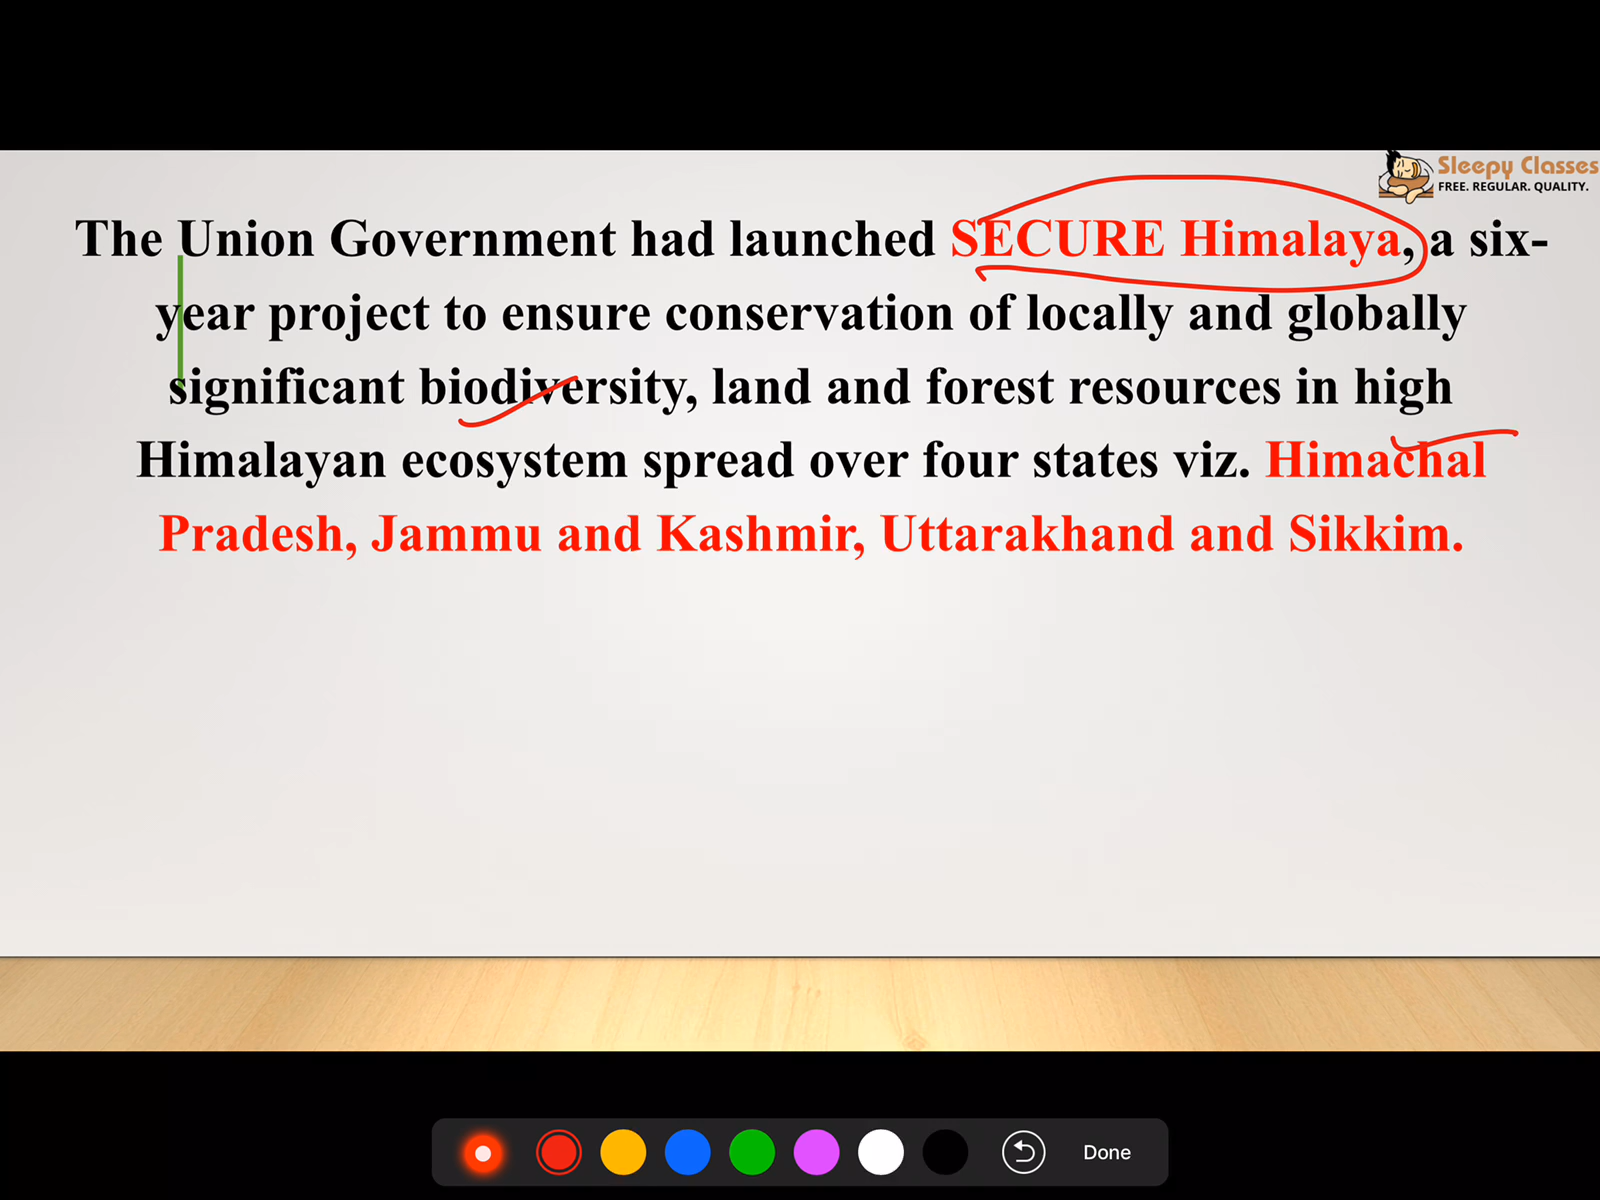 Sleepy Classes
FREE. REGULAR. QUALITY.
The Union Government had launched SECURE Himalaya, a six-
year project to ensure conservation of locally and globally
significant biodiversity, land and forest resources in high
Himalayan ecosystem spread over four states viz. Himachal
Pradesh, Jammu and Kashmir, Uttarakhand and Sikkim.
Done